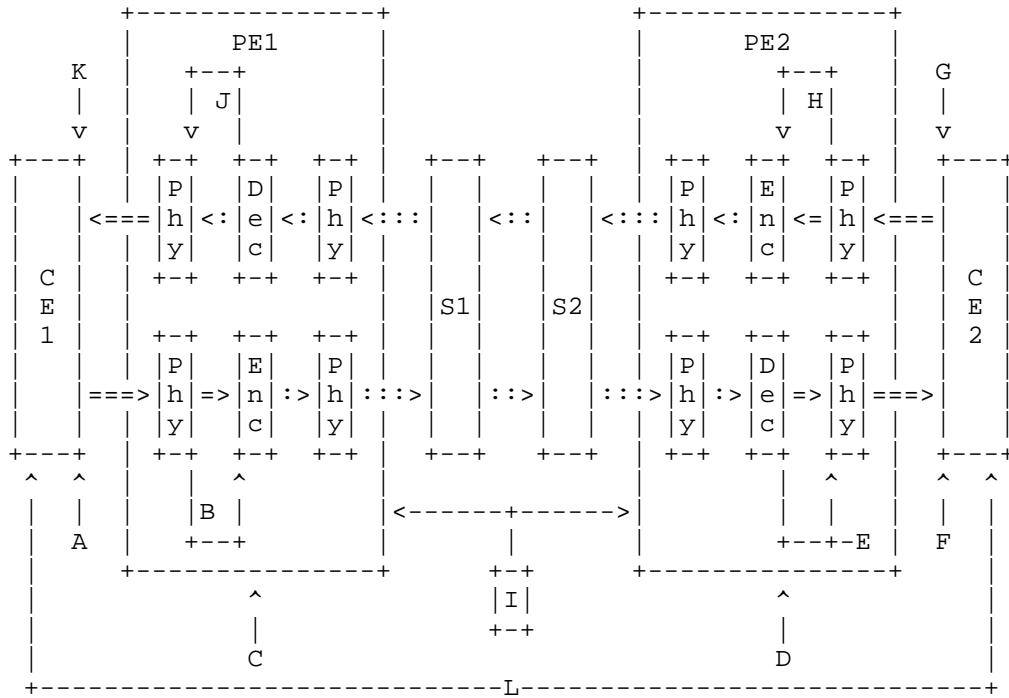 +---------------+                 +---------------+
                |      PE1      |                 |      PE2      |
            K   |   +--+        |                 |        +--+   |  G
            |   |   | J|        |                 |        | H|   |  |
            v   |   v  |        |                 |        v  |   |  v
        +---+   | +-+  +-+  +-+ |  +--+   +--+    | +-+  +-+  +-+ |  +---+
        |   |   | |P|  |D|  |P| |  |  |   |  |    | |P|  |E|  |P| |  |   |
        |   |<===|h|<:|e|<:|h|<:::|  |<::|  |<:::|h|<:|n|<=|h|<===|   |
        |   |   | |y|  |c|  |y| |  |  |   |  |    | |y|  |c|  |y| |  |   |
        | C |   | +-+  +-+  +-+ |  |  |   |  |    | +-+  +-+  +-+ |  | C |
        | E |   |               |  |S1|   |S2|    |               |  | E |
        | 1 |   | +-+  +-+  +-+ |  |  |   |  |    | +-+  +-+  +-+ |  | 2 |
        |   |   | |P|  |E|  |P| |  |  |   |  |    | |P|  |D|  |P| |  |   |
        |   |===>|h|=>|n|:>|h|:::>|  |::>|  |:::>|h|:>|e|=>|h|===>|   |
        |   |   | |y|  |c|  |y| |  |  |   |  |    | |y|  |c|  |y| |  |   |
        +---+   | +-+  +-+  +-+ |  +--+   +--+    | +-+  +-+  +-+ |  +---+
         ^  ^   |   |  ^        |                 |        |  ^   |  ^  ^
         |  |   |   |B |        |<------+------>|        |  |   |  |  |
         |  A   |   +--+        |       |         |        +--+-E |  F  |
         |      +---------------+      +-+        +---------------+     |
         |              ^              |I|                ^             |
         |              |              +-+                |             |
         |              C                                 D             |
         +-----------------------------L--------------------------------+